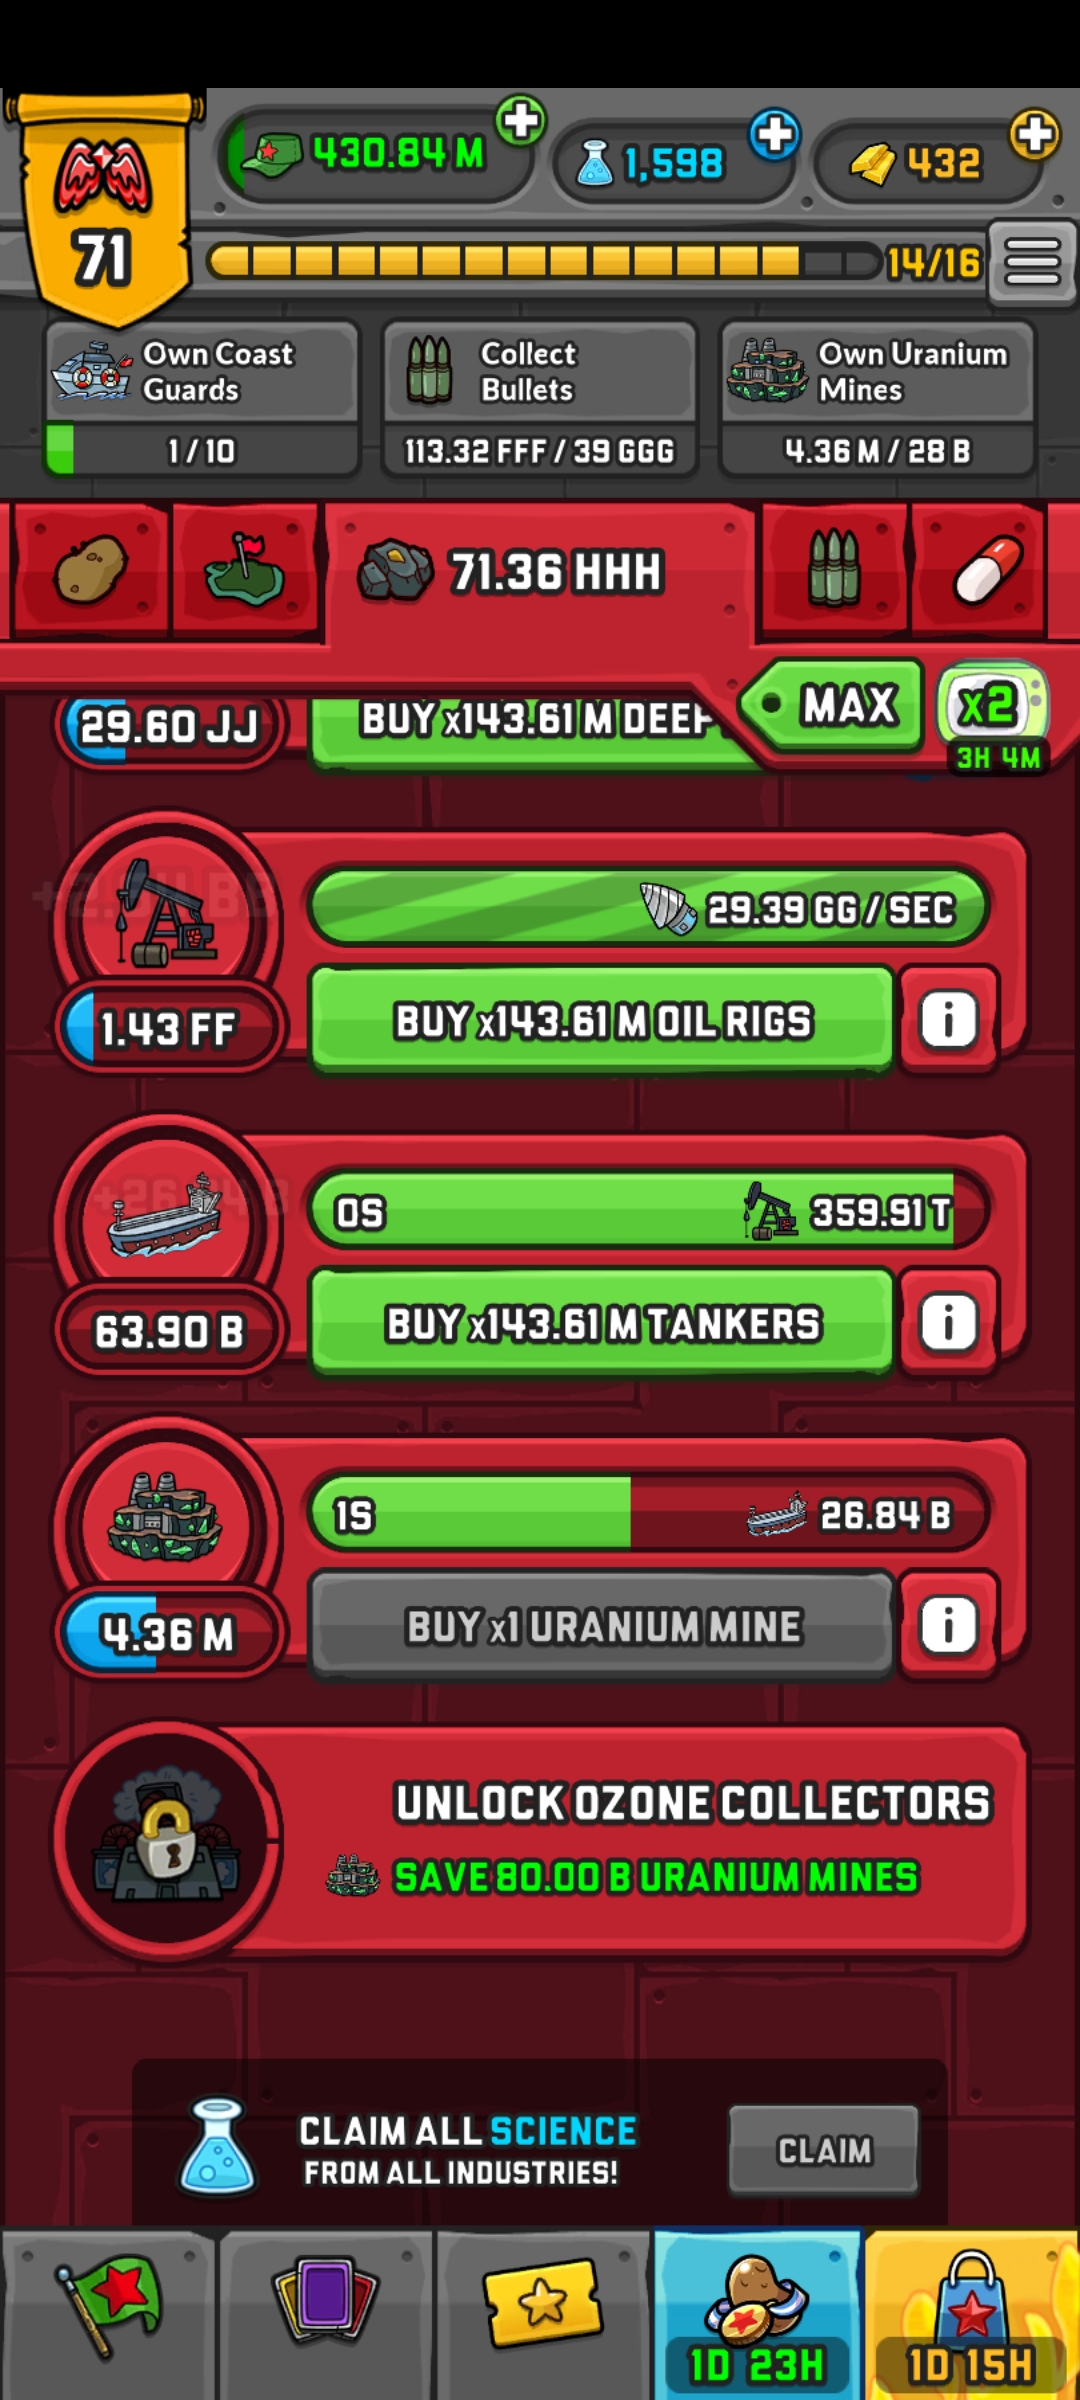 430.84 M
1,598
432
71
14/16
Own Coast
Guards
1 / 10
Collect
Bullets
113.32 FFF / 39 GGG
Own Uranium
Mines
4.36 M / 28 B
71.36 HHH
MAX
x2
3H 4M
29.60 JJ
BUY x143.61 M DEEP
29.39 GG / SEC
1.43 FF
BUY x143.61 M OIL RIGS
i
0S
359.91 T
63.90 B
BUY x143.61 M TANKERS
i
1S
26.84 B
4.36 M
BUY x1 URANIUM MINE
i
UNLOCK OZONE COLLECTORS
SAVE 80.00 B URANIUM MINES
CLAIM ALL SCIENCE
FROM ALL INDUSTRIES!
CLAIM
1D 23H
1D 15H